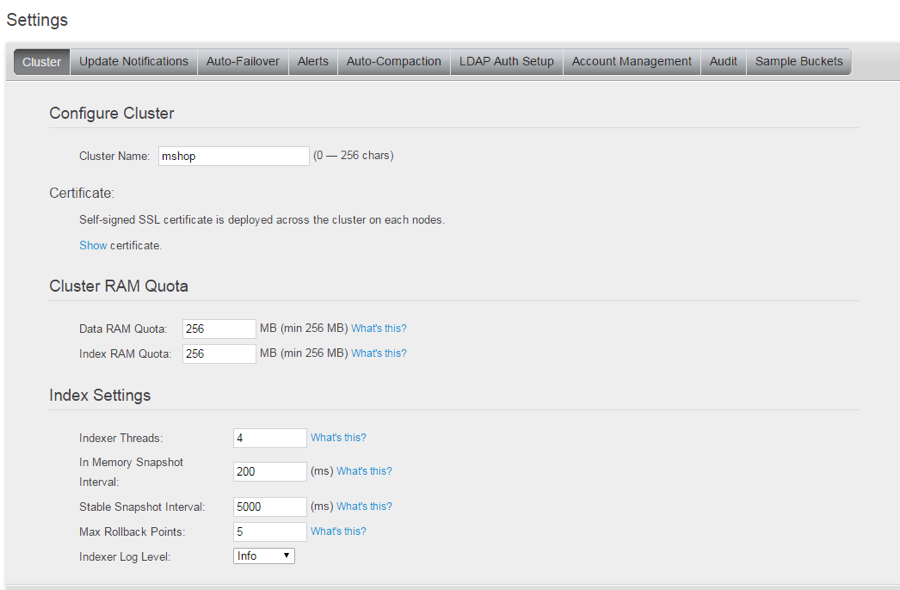 Settings
Cluster Update Notifications Auto-Failover Alerts Auto-Compaction LDAP Auth Setup Account Management Audit Sample Buckets
Configure Cluster
Cluster Name: mshop (0 — 256 chars)
Certificate:
Self-signed SSL certificate is deployed across the cluster on each nodes.
Show certificate.
Cluster RAM Quota
Data RAM Quota: 256 MB (min 256 MB) What's this?
Index RAM Quota: 256 MB (min 256 MB) What's this?
Index Settings
Indexer Threads: 4 What's this?
In Memory Snapshot
Interval: 200 (ms) What's this?
Stable Snapshot Interval: 5000 (ms) What's this?
Max Rollback Points: 5 What's this?
Indexer Log Level: Info